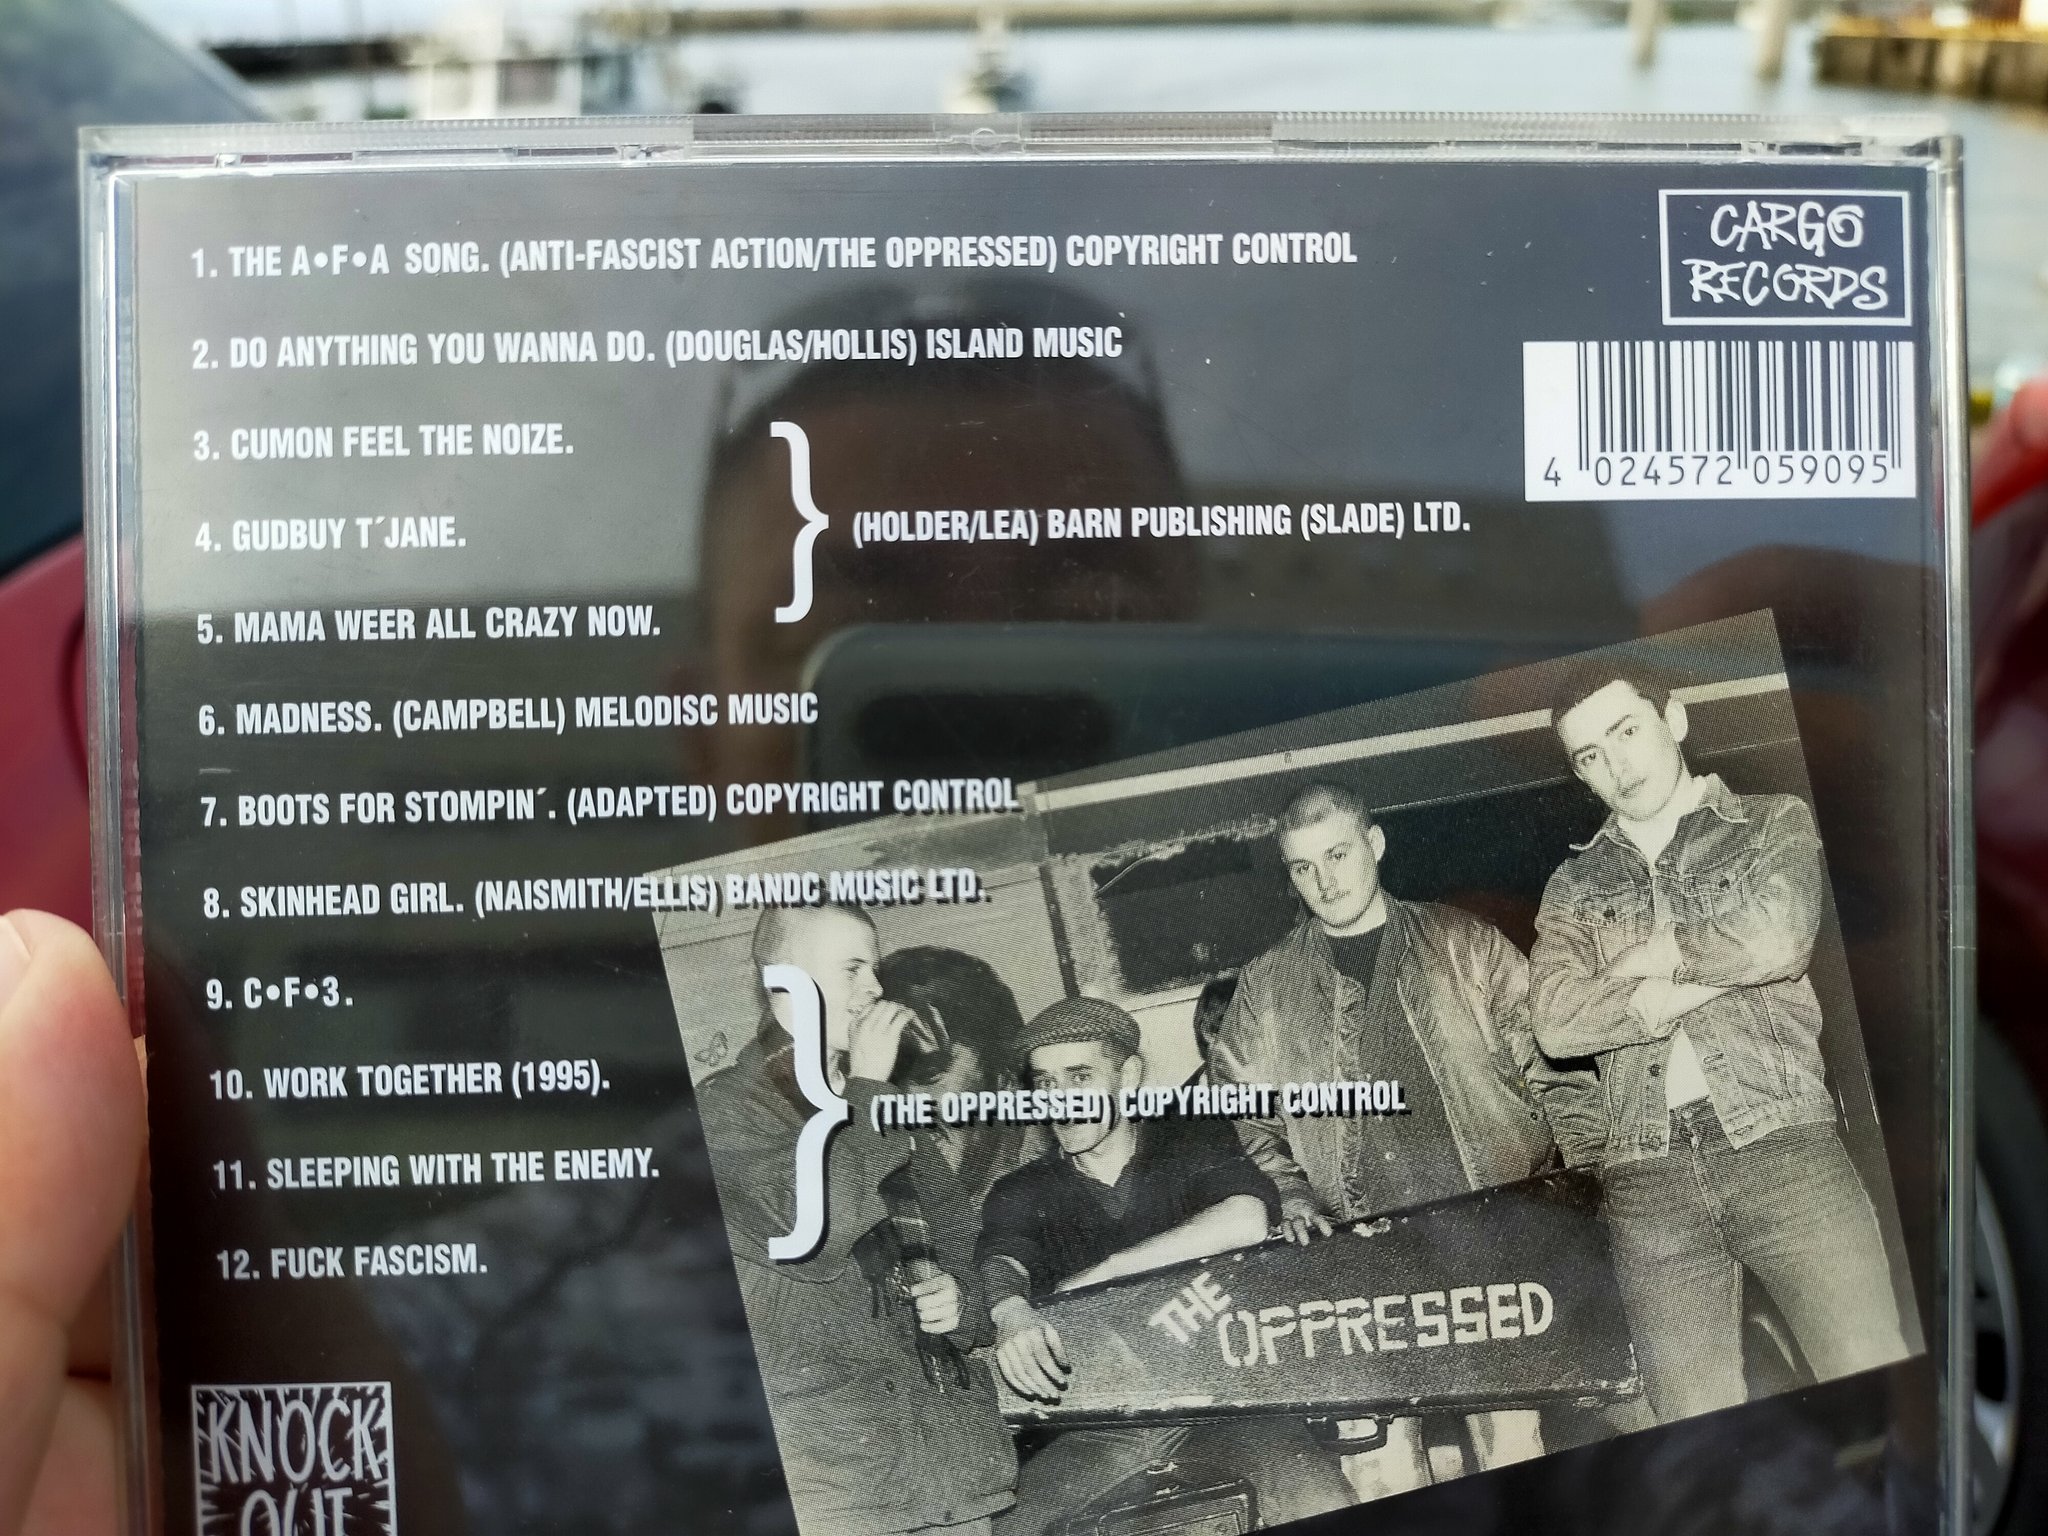 1. THE A•F•A SONG. (ANTI-FASCIST ACTION/THE OPPRESSED) COPYRIGHT CONTROL
2. DO ANYTHING YOU WANNA DO. (DOUGLAS/HOLLIS) ISLAND MUSIC
3. CUMON FEEL THE NOIZE.
4. GUDBUY T´JANE.
(HOLDER/LEA) BARN PUBLISHING (SLADE) LTD.
5. MAMA WEER ALL CRAZY NOW.
6. MADNESS. (CAMPBELL) MELODISC MUSIC
7. BOOTS FOR STOMPIN´. (ADAPTED) COPYRIGHT CONTROL
8. SKINHEAD GIRL. (NAISMITH/ELLIS) BANDC MUSIC LTD.
9. C•F•3.
10. WORK TOGETHER (1995).
(THE OPPRESSED) COPYRIGHT CONTROL
11. SLEEPING WITH THE ENEMY.
12. FUCK FASCISM.
CARGO
RECORDS
4 024572 059095
THE
OPPRESSED
KNOCK
OUT